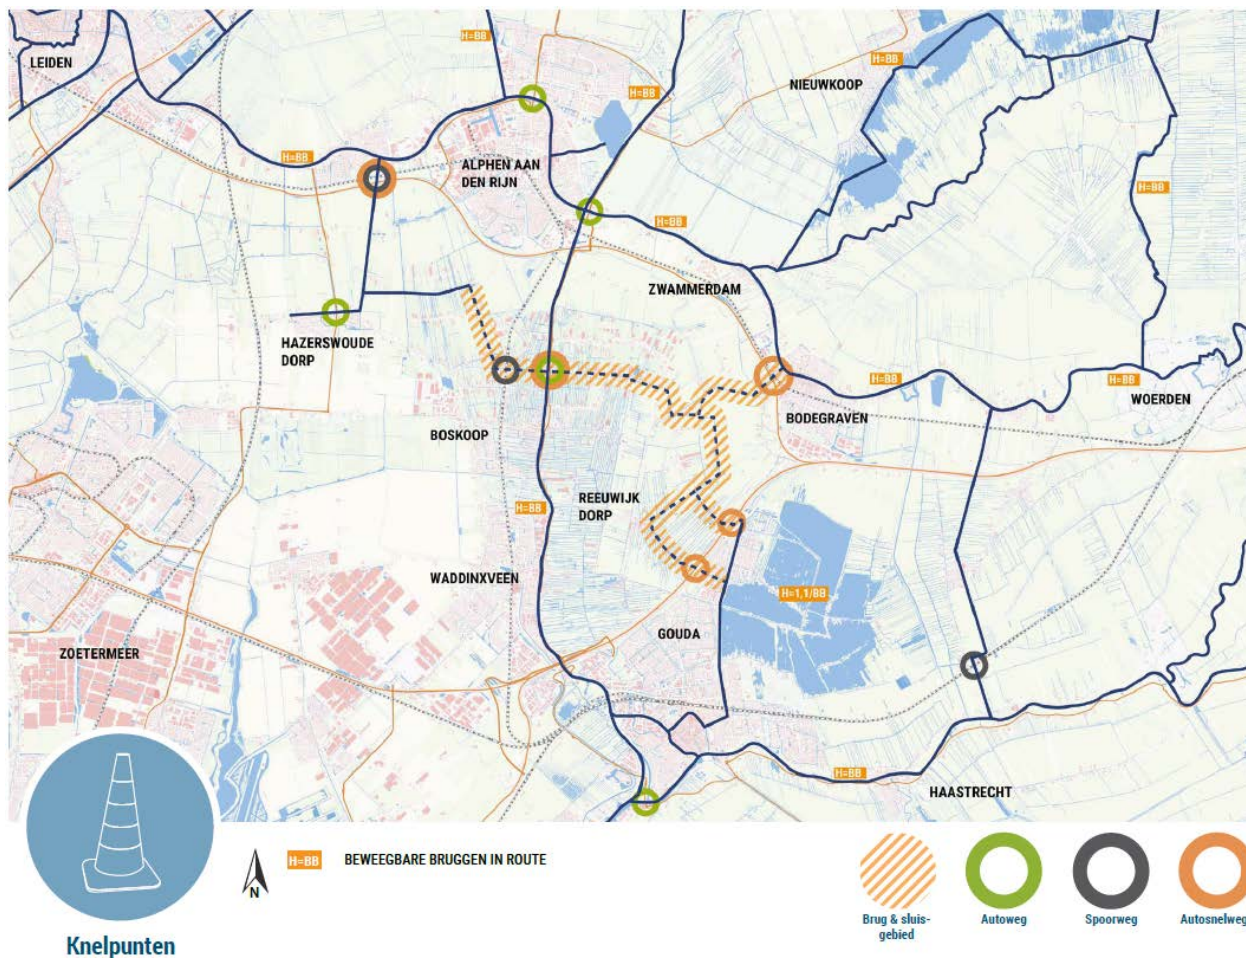 H=BB
LEIDEN
H=BB
NIEUWKOOP
H=BB
H=BB
ALPHEN AAN
DEN RIJN
H=BB
H=BB
ZWAMMERDAM
HAZERSWOUDE
DORP
H=BB
H=BB
WOERDEN
BODEGRAVEN
BOSKOOP
REEUWIJK
DORP
H=BB
WADDINXVEEN
H=1,1/BB
GOUDA
ZOETERMEER
H=BB
HAASTRECHT
N
H=BB BEWEEGBARE BRUGGEN IN ROUTE
Brug & sluis-
gebied
Autoweg
Spoorweg
Autosnelweg
Knelpunten